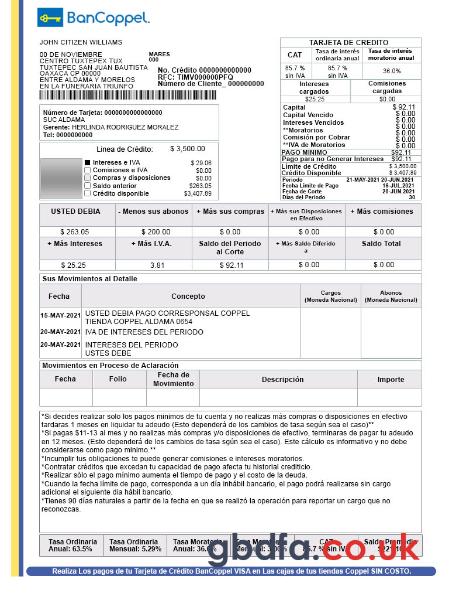 BanCoppel.
JOHN CITIZEN WILLIAMS
00 DE NOVIEMBRE
CENTRO TUXTEPEX TUX
TUXTEPEC SAN JUAN BAUTISTA
OAXACA CP 00000
ENTRE ALDAMA Y MORELOS
EN LA FUNERARIA TRIUNFO
MARES
000
No. Crédito 0000000000000
RFC: TIMV000000PFQ
Número de Cliente_ 000000000
Número de Tarjeta: 0000000000000000
SUC ALDAMA
Gerente: HERLINDA RODRIGUEZ MORALEZ
Tel: 0000000000
Linea de Crédito: $ 3,500.00
Intereses e IVA $ 29.06
Comisiones e IVA $0.00
Compras y disposiciones $0.00
Saldo anterior $263.05
Crédito disponible $3,407.89
TARJETA DE CREDITO
CAT
Tasa de interés ordinaria anual
Tasa de interés moratorio anual
85.7 % sin IVA
85.7 % sin IVA
36.0%
Intereses cargados
Comisiones cargadas
$25.25
$0.00
Capital $ 92.11
Capital Vencido $ 0.00
Intereses Vencidos $ 0.00
**Moratorios $ 0.00
Comisión por Cobrar $ 0.00
**IVA de Moratorios $ 0.00
PAGO MINIMO $92.11
Pago para no Generar Intereses $92.11
Limite de Crédito $ 3,500.00
Crédito Disponible $ 3,407.89
Periodo 21-MAY-2021 20-JUN.2021
Fecha Limite de Pago 16-JUL.2021
Fecha de Corte 20-JUN 2021
Días del Periodo 30
USTED DEBIA
- Menos sus abonos
+ Más sus compras
+ Más sus Disposiciones en Efectivo
+ Más comisiones
$ 263.05
$ 200.00
$ 0.00
$ 0.00
$ 0.00
+ Más Intereses
+ Más I.V.A.
Saldo del Periodo al Corte
+ Más Saldo Diferido a
Saldo Total
$ 25.25
3.81
$ 92.11
$ 0.00
$ 0.00
Sus Movimientos al Detalle
Fecha
Concepto
Cargos (Moneda Nacional)
Abonos (Moneda Nacional)
15-MAY-2021 USTED DEBIA PAGO CORRESPONSAL COPPEL
TIENDA COPPEL ALDAMA 0654
20-MAY-2021 IVA DE INTERESES DEL PERIODO
20-MAY-2021 INTERESES DEL PERIODO
USTES DEBE
Movimientos en Proceso de Aclaración
Fecha
Folio
Fecha de Movimiento
Descripción
Importe
*Si decides realizar solo los pagos minimos de tu cuenta y no realizas más compras o disposiciones en efectivo
tardaras 1 meses en liquidar tu adeudo (Esto dependerá de los cambios de tasa según sea el caso)**
*Si pagas $11-13 al mes y no realizas más compras y/o disposiciones de efectivo, terminaras de pagar tu adeudo
en 12 meses. (Esto dependerá de los cambios de tasa són sea el caso). Este cálculo es informativo y no debe
considerarse como pago mínimo.**
*Incumplir tus obligaciones te puede generar comisiones e intereses moratorios.
*Contratar créditos que excedan tu capacidad de pago afecta tu historial crediticio.
*Realizar sólo el pago mínimo aumenta el tiempo de pago y el costo de la deuda.
*Cuando la fecha límite de pago, corresponda a un día inhábil bancario, el pago podrá realizarse sin cargo
adicional el siguiente día hábil bancario.
*Tienes 90 días naturales a partir de la fecha en que se realizó la operación para reportar un cargo que no
reconozcas.
Tasa Ordinaria Anual: 63.5%
Tasa Ordinaria Mensual: 5.29%
Tasa Moratoria Anual: 36.0%
gbdfa.co.uk
Realiza Los pagos de tu Tarjeta de Crédito BanCoppel VISA en Las cajas de tus tiendas Coppel SIN COSTO.